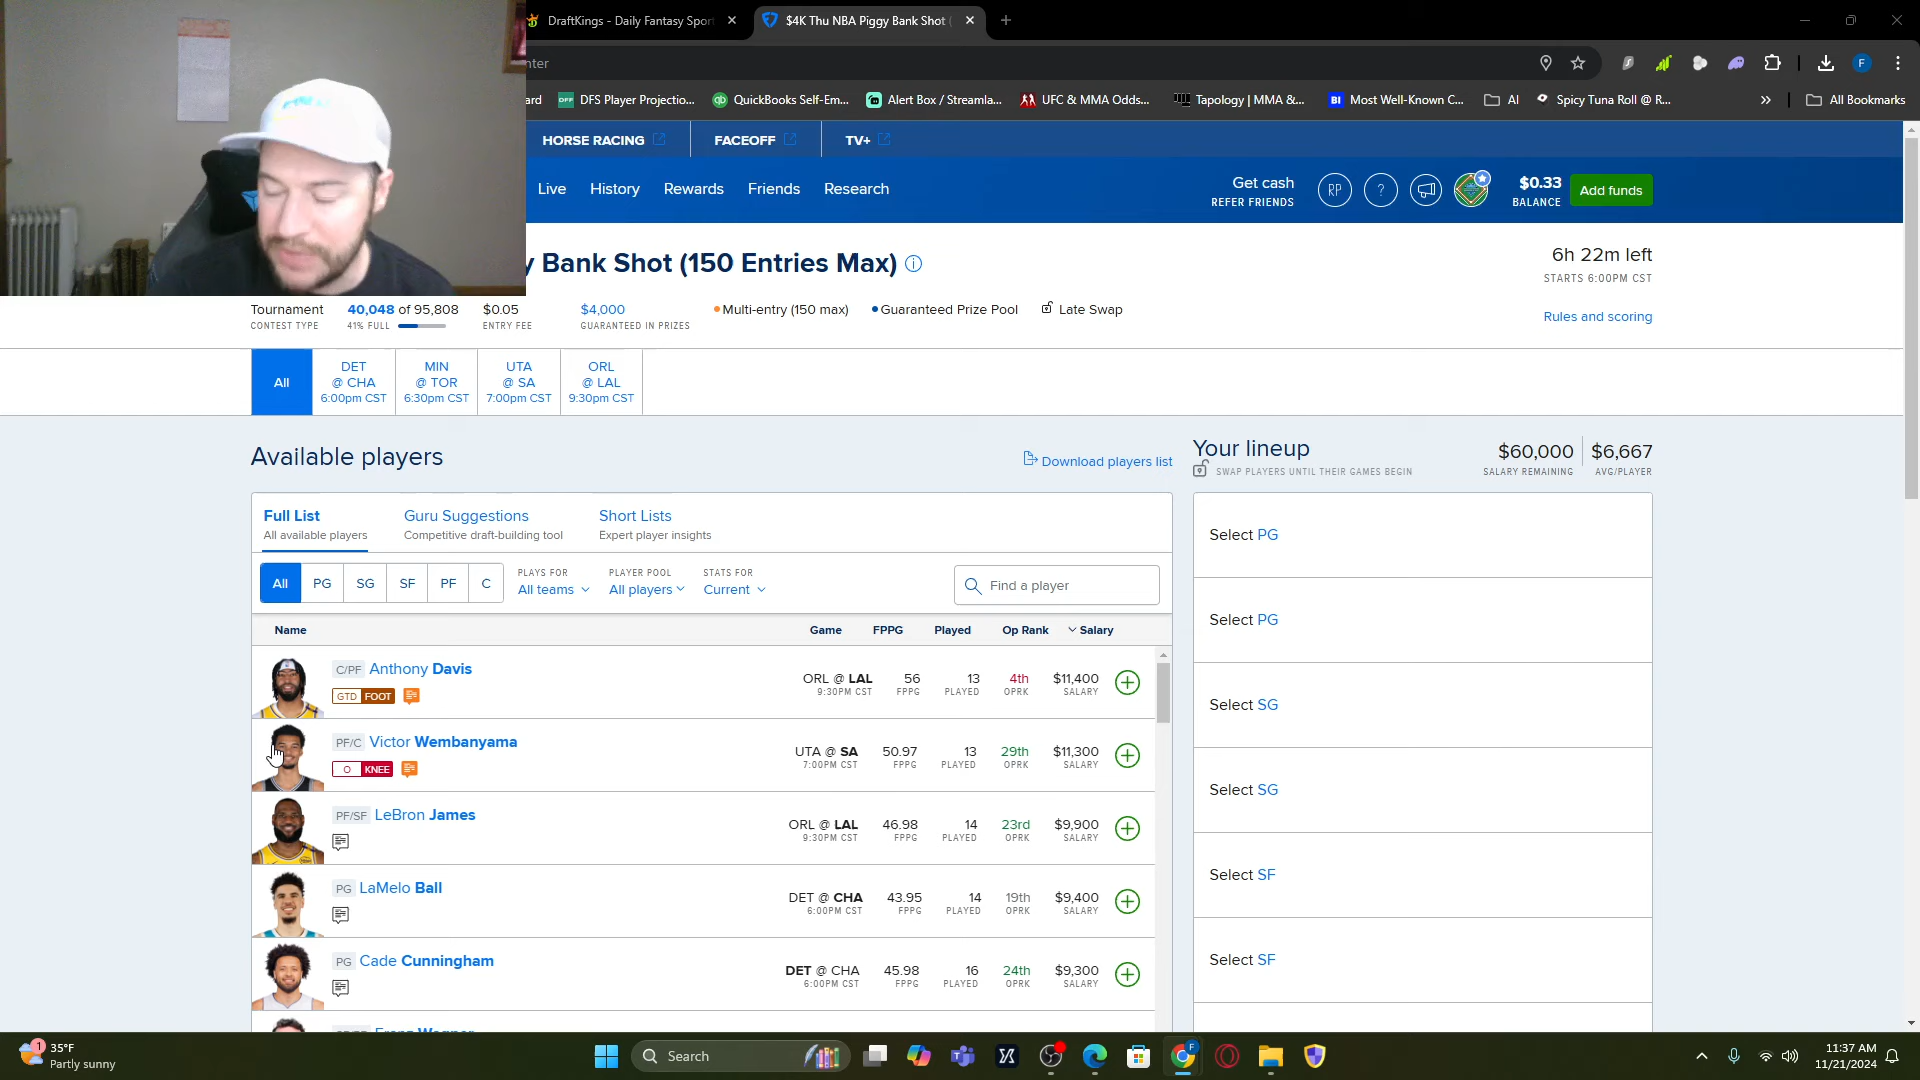 DraftKings - Daily Fantasy Sport
$4K Thu NBA Piggy Bank Shot (
nter
F
ard
DFS Player Projectio...
QuickBooks Self-Em...
Alert Box / Streamla...
UFC & MMA Odds...
Tapology | MMA &...
BI Most Well-Known C...
AI
Spicy Tuna Roll @ R...
All Bookmarks
HORSE RACING
FACEOFF
TV+
Live
History
Rewards
Friends
Research
Get cash
REFER FRIENDS
RP
?
$0.33
BALANCE
Add funds
y Bank Shot (150 Entries Max)
6h 22m left
STARTS 6:00PM CST
Tournament
CONTEST TYPE
40,048 of 95,808
41% FULL
$0.05
ENTRY FEE
$4,000
GUARANTEED IN PRIZES
Multi-entry (150 max)
Guaranteed Prize Pool
Late Swap
Rules and scoring
All
DET
@ CHA
6:00pm CST
MIN
@ TOR
6:30pm CST
UTA
@ SA
7:00pm CST
ORL
@ LAL
9:30pm CST
Available players
Download players list
Your lineup
SWAP PLAYERS UNTIL THEIR GAMES BEGIN
$60,000
SALARY REMAINING
$6,667
AVG/PLAYER
Full List
All available players
Guru Suggestions
Competitive draft-building tool
Short Lists
Expert player insights
All PG SG SF PF C
PLAYS FOR
All teams
PLAYER POOL
All players
STATS FOR
Current
Find a player
Name Game FPPG Played Op Rank Salary
C/PF Anthony Davis
GTD FOOT
ORL @ LAL 56 13 4th $11,400
9:30PM CST FPPG PLAYED OPRK SALARY
PF/C Victor Wembanyama
O KNEE
UTA @ SA 50.97 13 29th $11,300
7:00PM CST FPPG PLAYED OPRK SALARY
PF/SF LeBron James
ORL @ LAL 46.98 14 23rd $9,900
9:30PM CST FPPG PLAYED OPRK SALARY
PG LaMelo Ball
DET @ CHA 43.95 14 19th $9,400
6:00PM CST FPPG PLAYED OPRK SALARY
PG Cade Cunningham
DET @ CHA 45.98 16 24th $9,300
6:00PM CST FPPG PLAYED OPRK SALARY
Franz Wagner
Select PG
Select PG
Select SG
Select SG
Select SF
Select SF
1
35°F
Partly sunny
Search
11:37 AM
11/21/2024